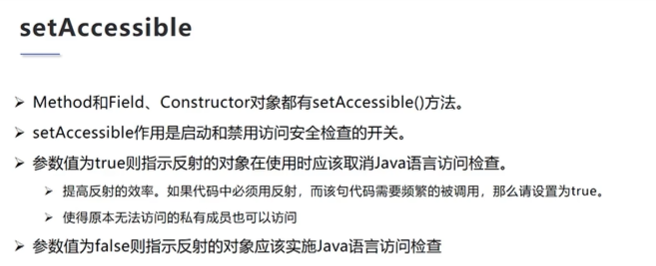 setAccessible
Method和Field、Constructor对象都有setAccessible()方法。
setAccessible作用是启动和禁用访问安全检查的开关。
参数值为true则指示反射的对象在使用时应该取消Java语言访问检查。
提高反射的效率。如果代码中必须用反射，而该句代码需要频繁的被调用，那么请设置为true。
使得原本无法访问的私有成员也可以访问
参数值为false则指示反射的对象应该实施Java语言访问检查